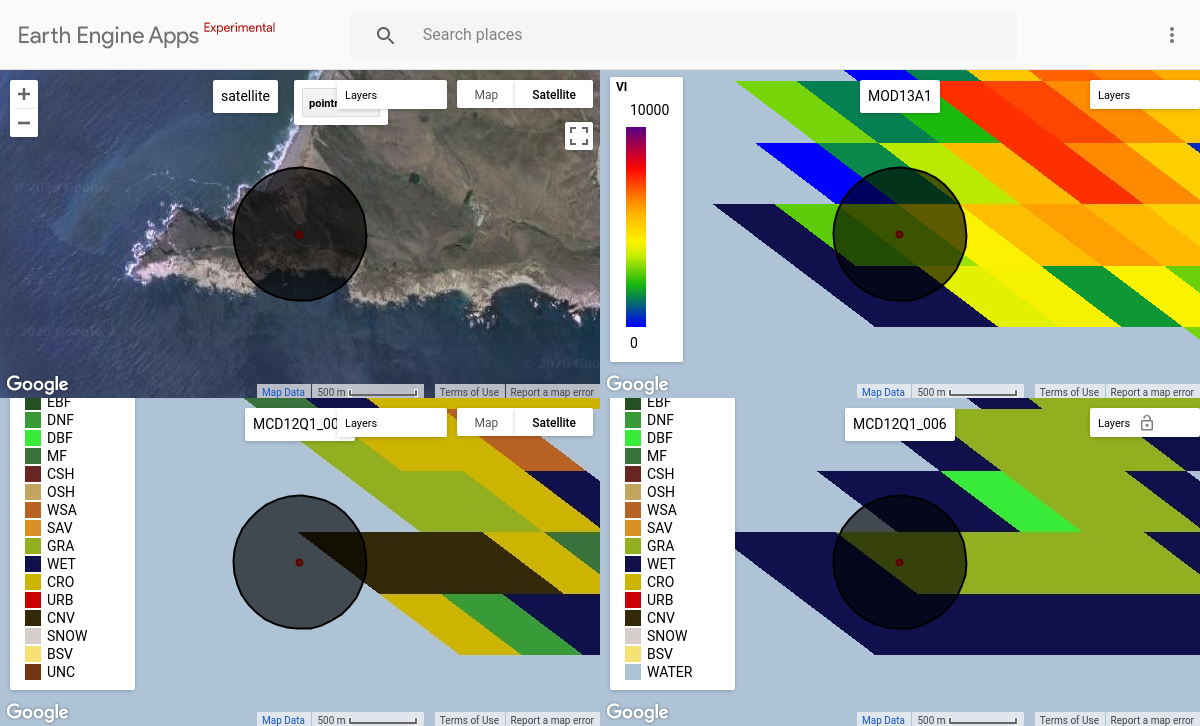 Earth Engine Apps Experimental
Search places
+
−
satellite
Layers
Map
Satellite
© 2020 Google
© 2020 Google
© 2020 Goo
Google
Map Data
500 m
Terms of Use
Report a map error
VI
10000
0
MOD13A1
Layers
Google
Map Data
500 m
Terms of Use
Report a map error
EBF
DNF
DBF
MF
CSH
OSH
WSA
SAV
GRA
WET
CRO
URB
CNV
SNOW
BSV
UNC
MCD12Q1_00
Layers
Map
Satellite
Google
Map Data
500 m
Terms of Use
Report a map error
EBF
DNF
DBF
MF
CSH
OSH
WSA
SAV
GRA
WET
CRO
URB
CNV
SNOW
BSV
WATER
MCD12Q1_006
Layers
Google
Map Data
500 m
Terms of Use
Report a map error